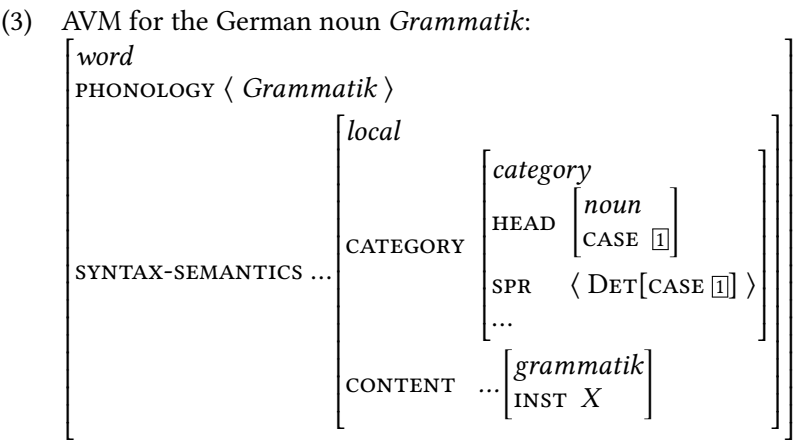 (3) AVM for the German noun Grammatik:
word
PHONOLOGY ⟨ Grammatik ⟩
SYNTAX-SEMANTICS ...
local
CATEGORY
category
HEAD
noun
CASE 1
SPR ⟨ DET[CASE 1] ⟩
...
CONTENT ...
grammatik
INST X